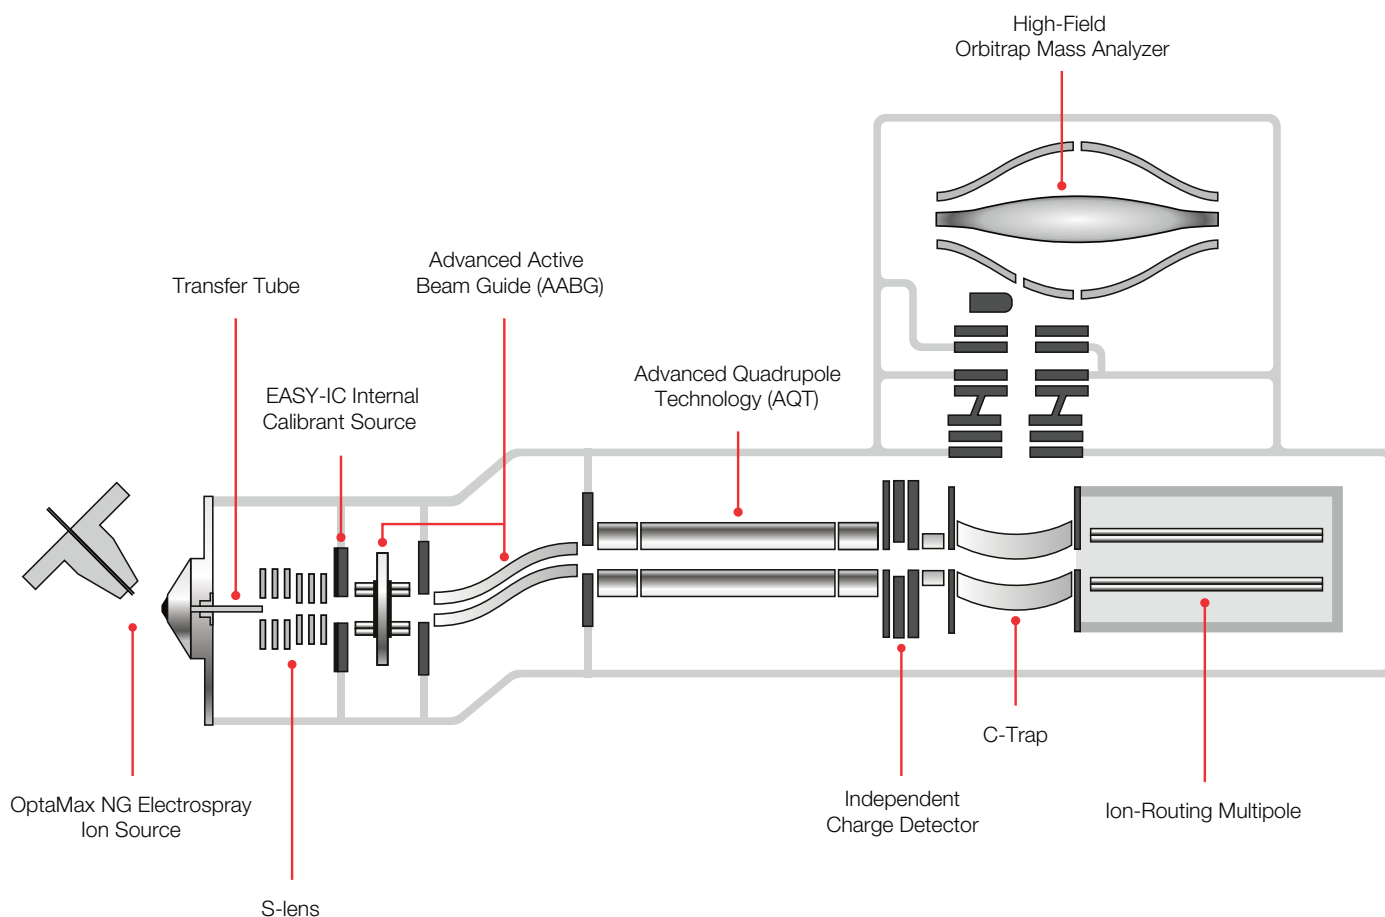 High-Field
Orbitrap Mass Analyzer
Advanced Active
Beam Guide (AABG)
Transfer Tube
Advanced Quadrupole
Technology (AQT)
EASY-IC Internal
Calibrant Source
C-Trap
OptaMax NG Electrospray
Ion Source
Independent
Charge Detector
Ion-Routing Multipole
S-lens